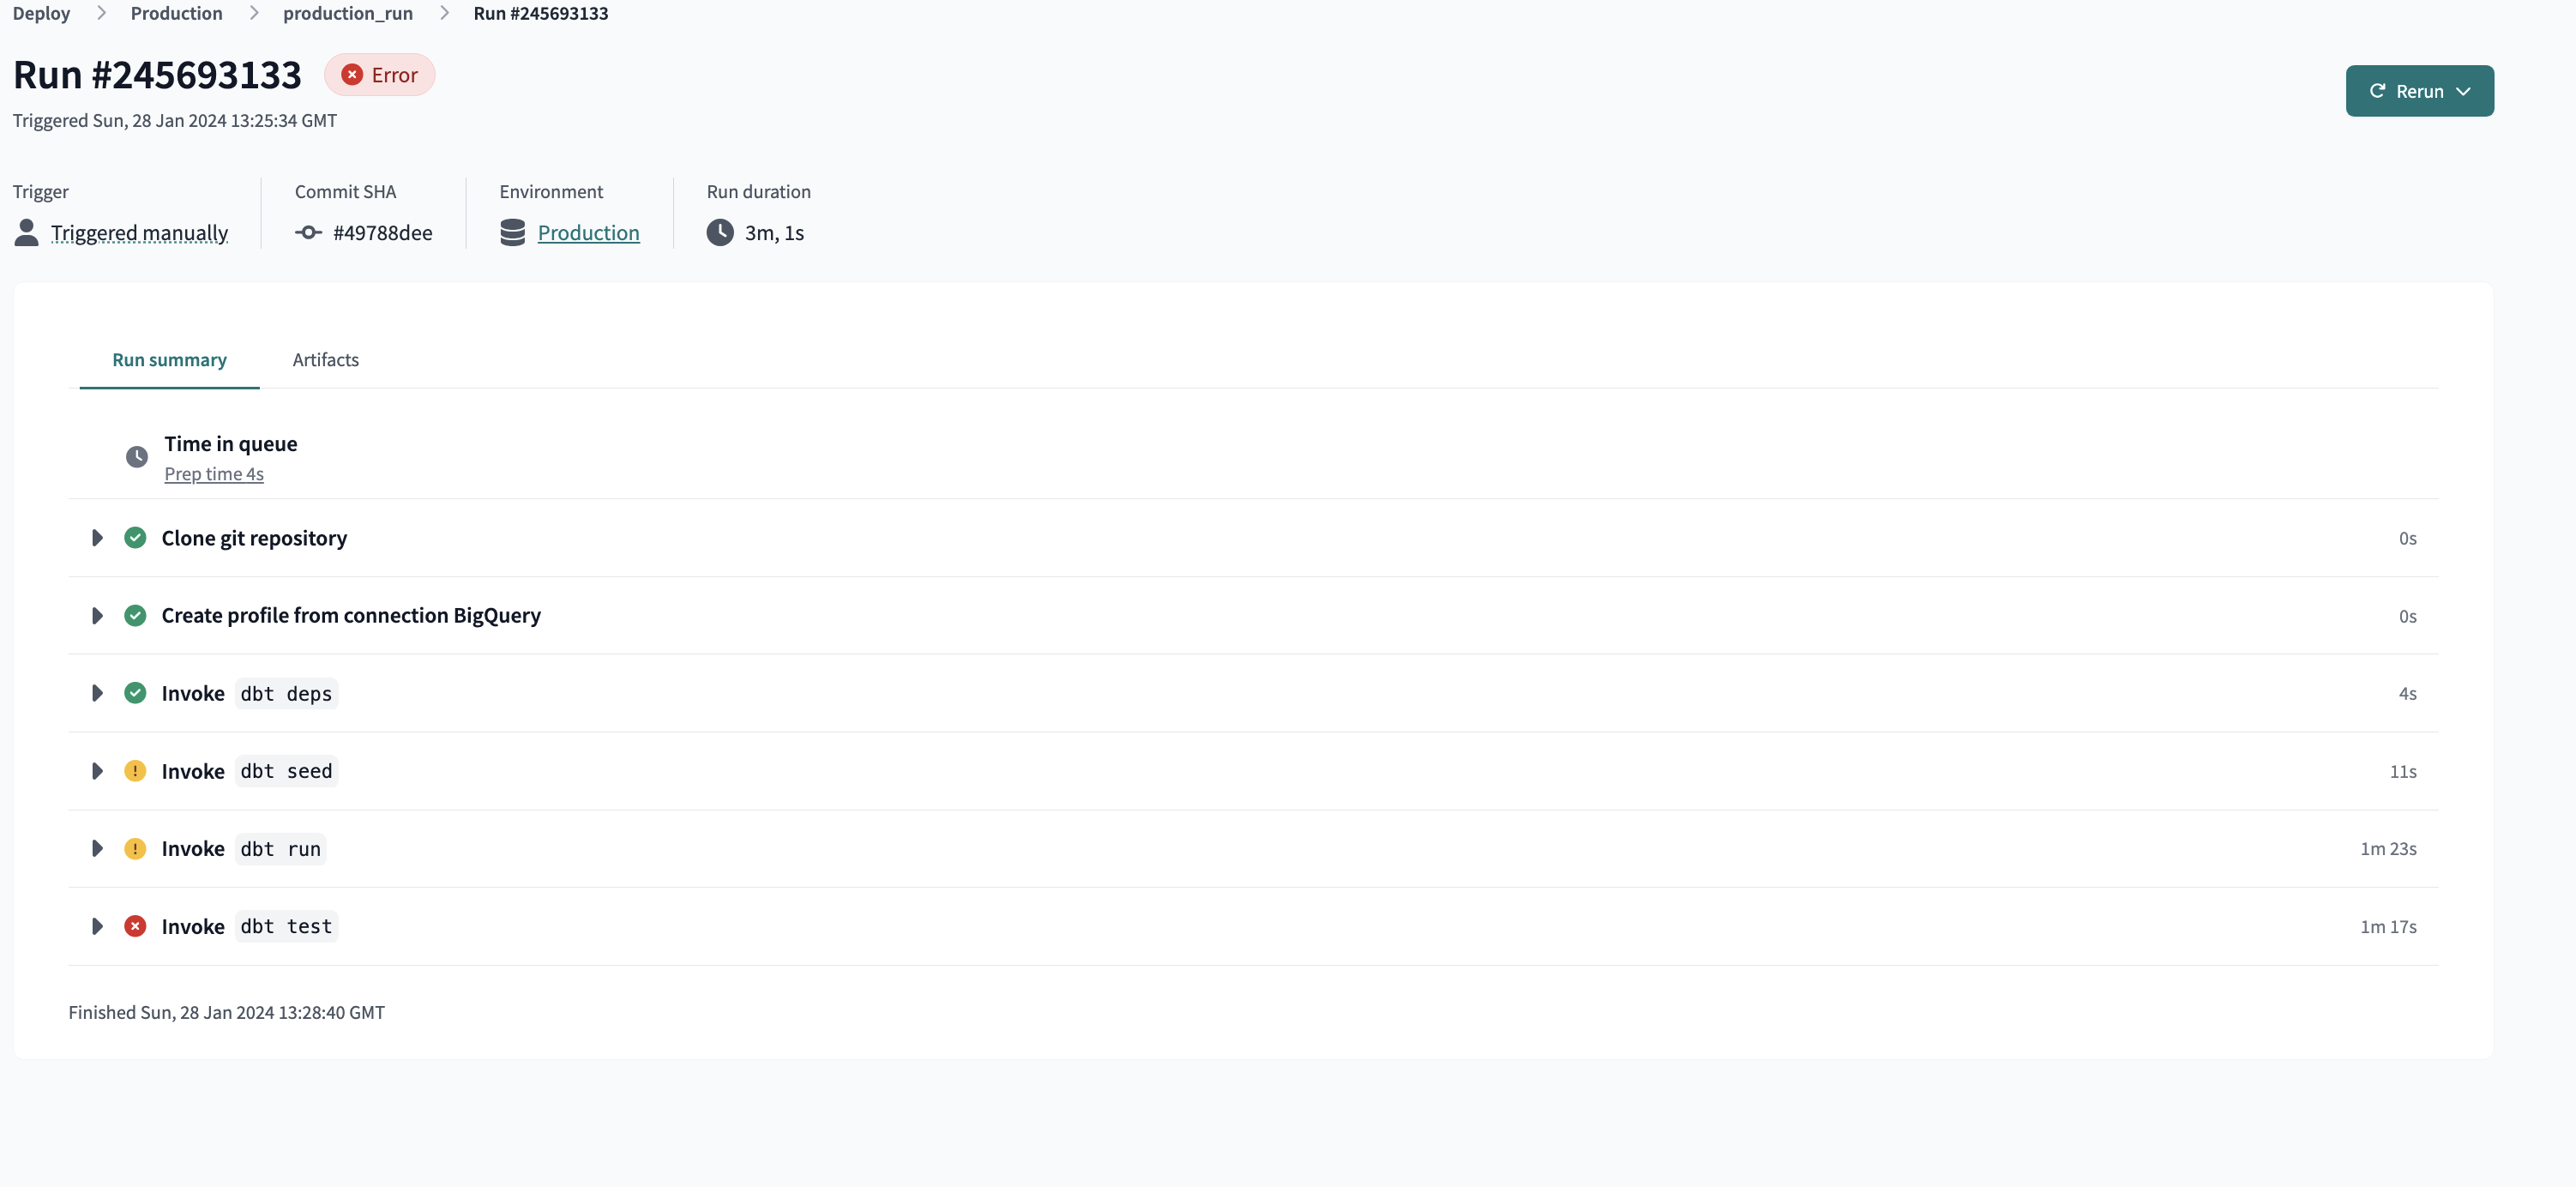 Deploy > Production > production_run > Run #245693133
Run #245693133 Error
Rerun
Triggered Sun, 28 Jan 2024 13:25:34 GMT
Trigger Commit SHA Environment Run duration
Triggered manually #49788dee Production 3m, 1s
Run summary Artifacts
Time in queue
Prep time 4s
Clone git repository 0s
Create profile from connection BigQuery 0s
Invoke dbt deps 4s
Invoke dbt seed 11s
Invoke dbt run 1m 23s
Invoke dbt test 1m 17s
Finished Sun, 28 Jan 2024 13:28:40 GMT